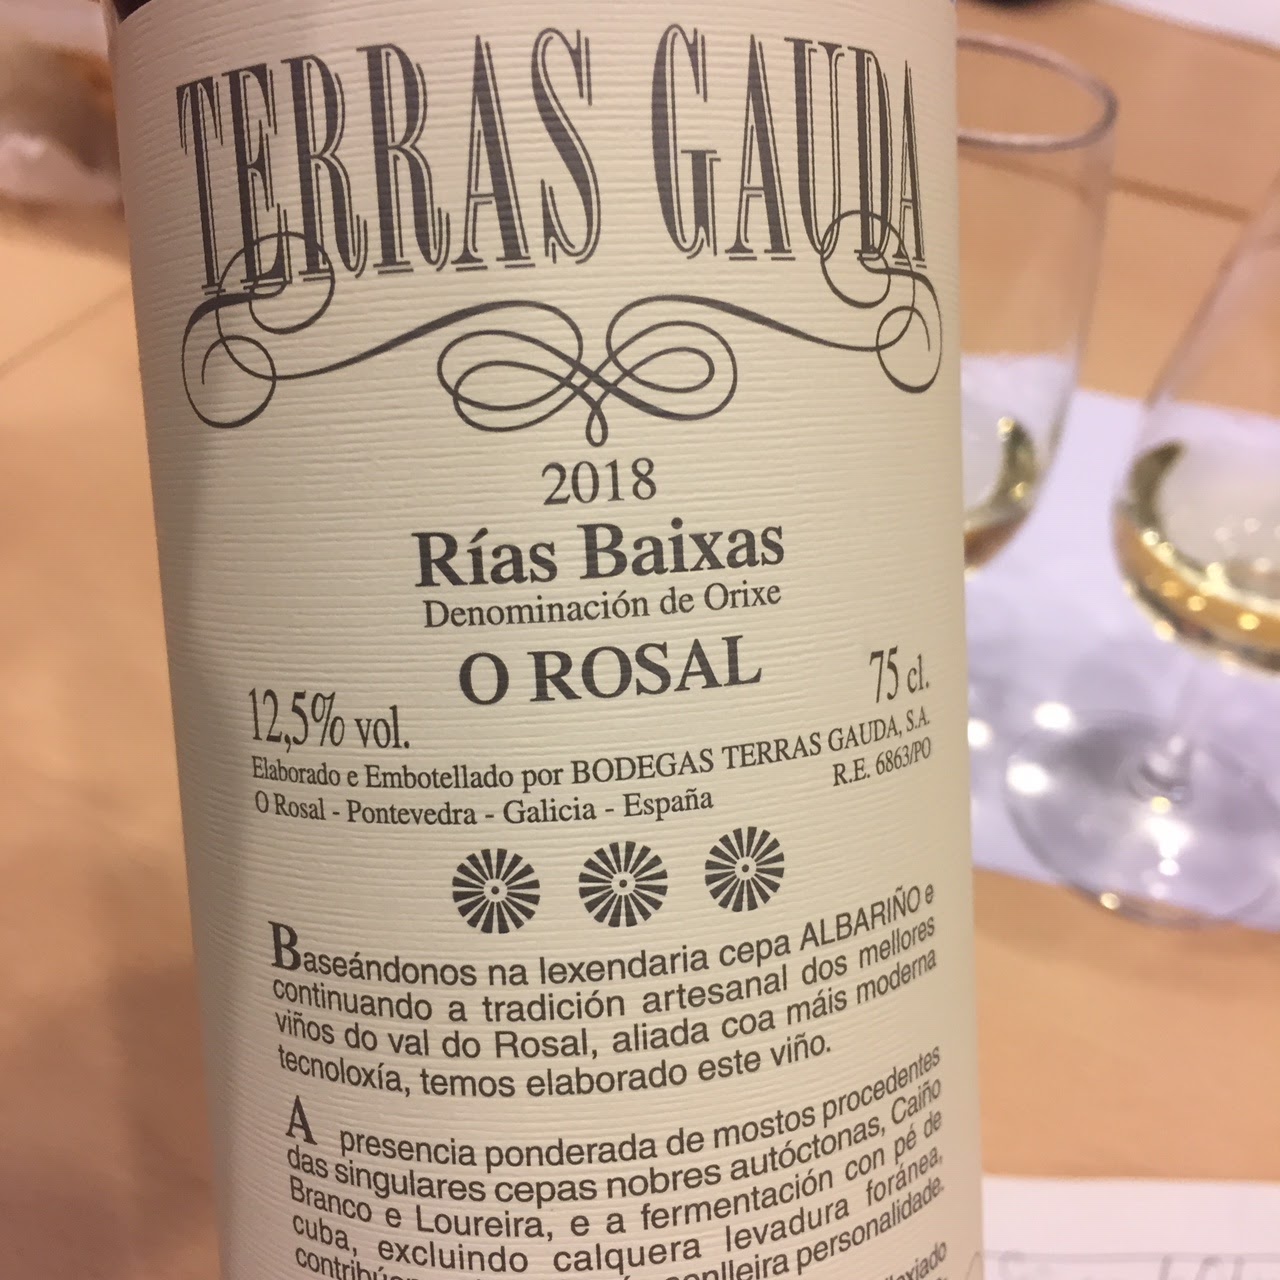 TERRAS GAUDA
2018
Rías Baixas
Denominación de Orixe
O ROSAL
12,5% vol.
75 cl.
Elaborado e Embotellado por BODEGAS TERRAS GAUDA, S.A.
O Rosal - Pontevedra - Galicia - España
R.E. 6863/PO
Baseándonos na lexendaria cepa ALBARIÑO e
continuando a tradición artesanal dos mellores
viños do val do Rosal, aliada coa máis moderna
tecnoloxía, temos elaborado este viño.
A presencia ponderada de mostos procedentes
das singulares cepas nobres autóctonas, Caiño
Branco e Loureira, e a fermentación con pé de
cuba, excluindo calquera levadura foránea,
personalidade.